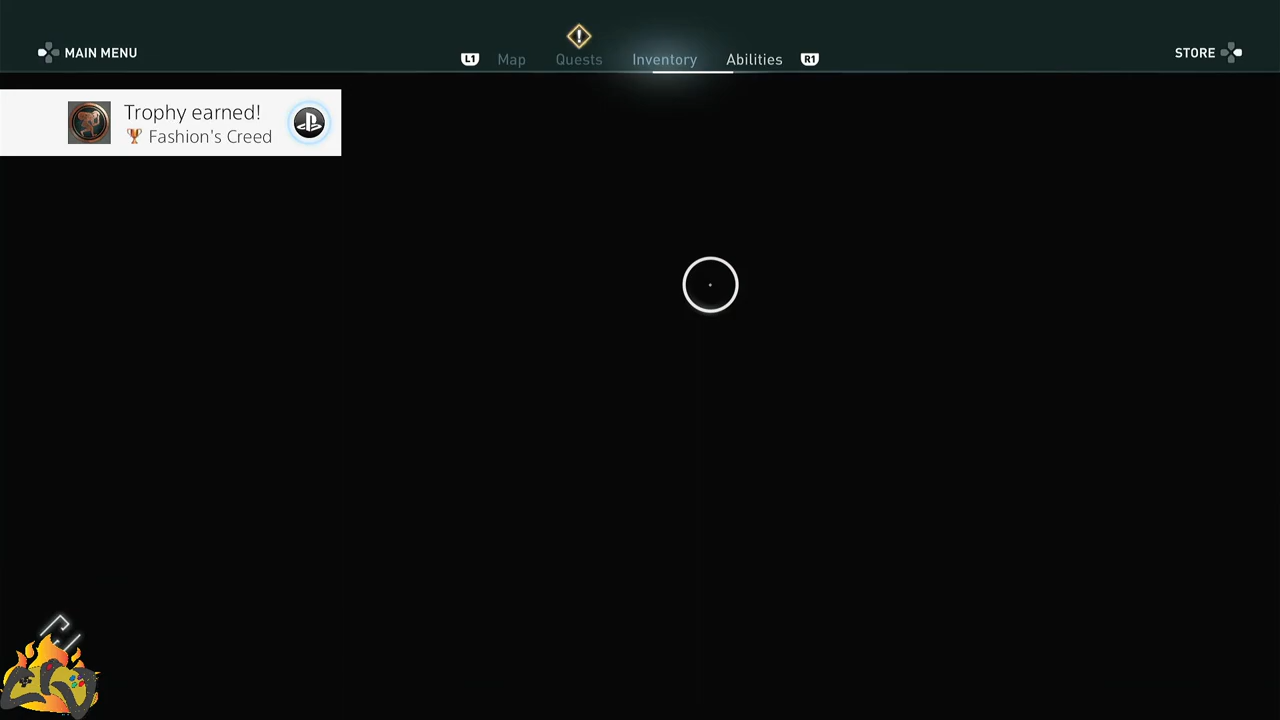 MAIN MENU
L1 Map Quests Inventory Abilities R1
STORE
Trophy earned!
Fashion's Creed